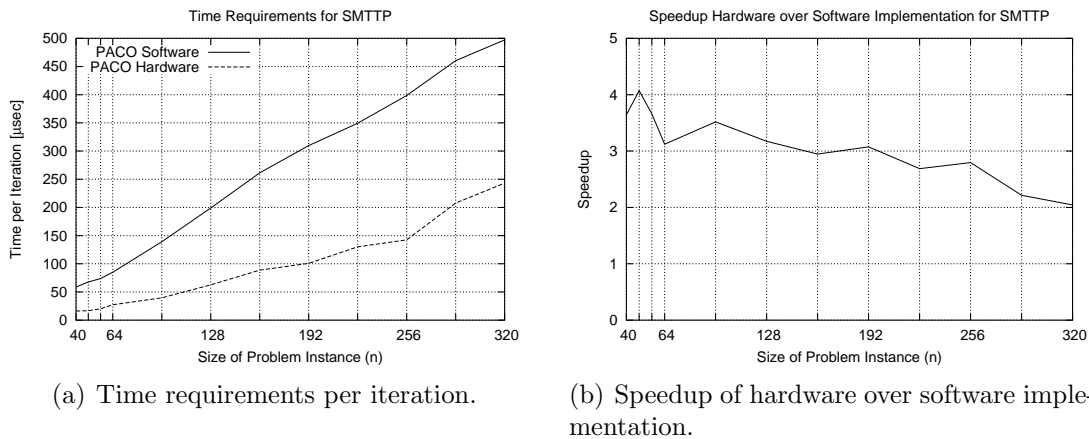 Time Requirements for SMTTP
500
450
400
350
300
250
200
150
100
50
0
Time per Iteration [µsec]
PACO Software
PACO Hardware
40 64 128 192 256 320
Size of Problem Instance (n)
(a) Time requirements per iteration.
Speedup Hardware over Software Implementation for SMTTP
5
4
3
2
1
0
Speedup
40 64 128 192 256 320
Size of Problem Instance (n)
(b) Speedup of hardware over software imple-
mentation.